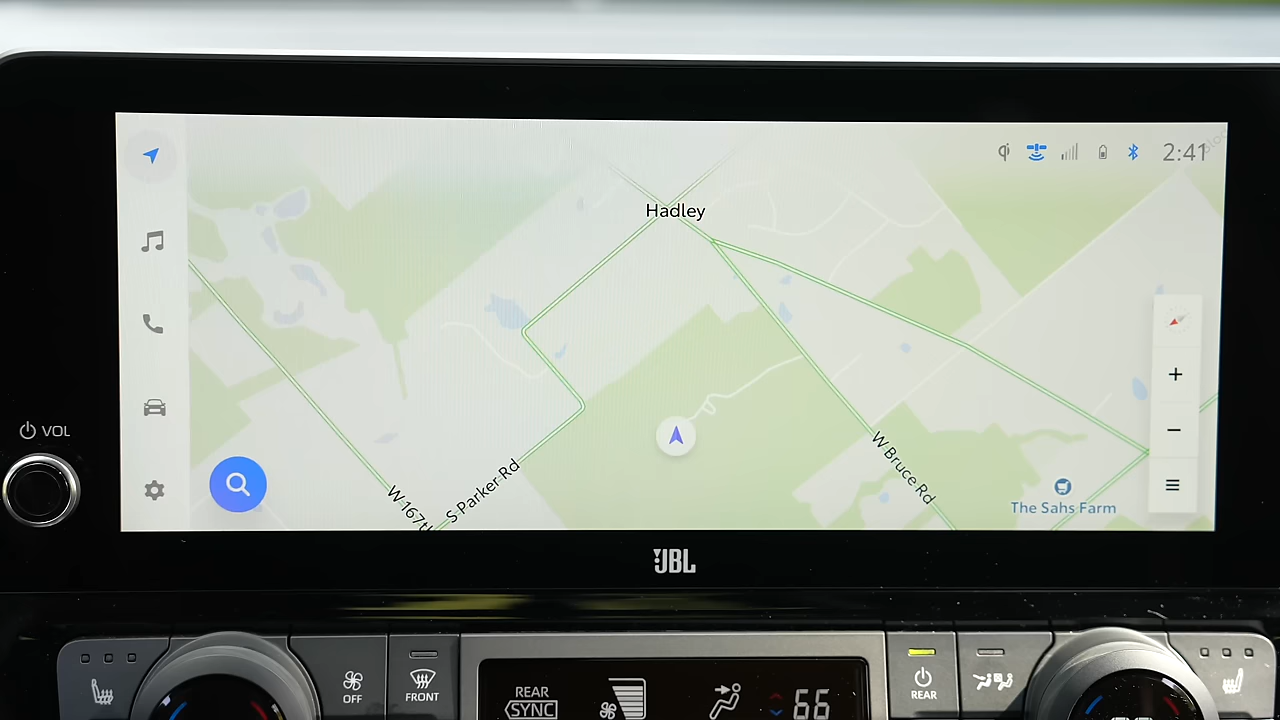 2:41
Hadley
VOL
W 167th
S Parker Rd
W Bruce Rd
The Sahs Farm
JBL
OFF
FRONT
REAR
SYNC
66
REAR